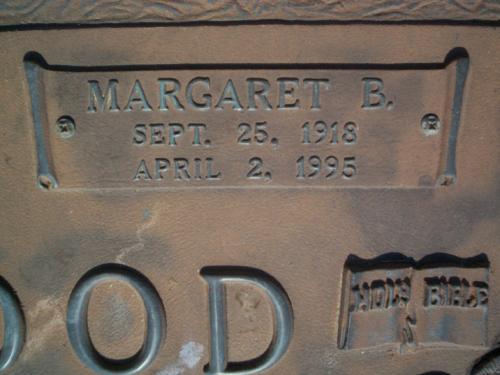 MARGARET B.
SEPT. 25, 1918
APRIL 2, 1995
OOD
HOLY BIBLE